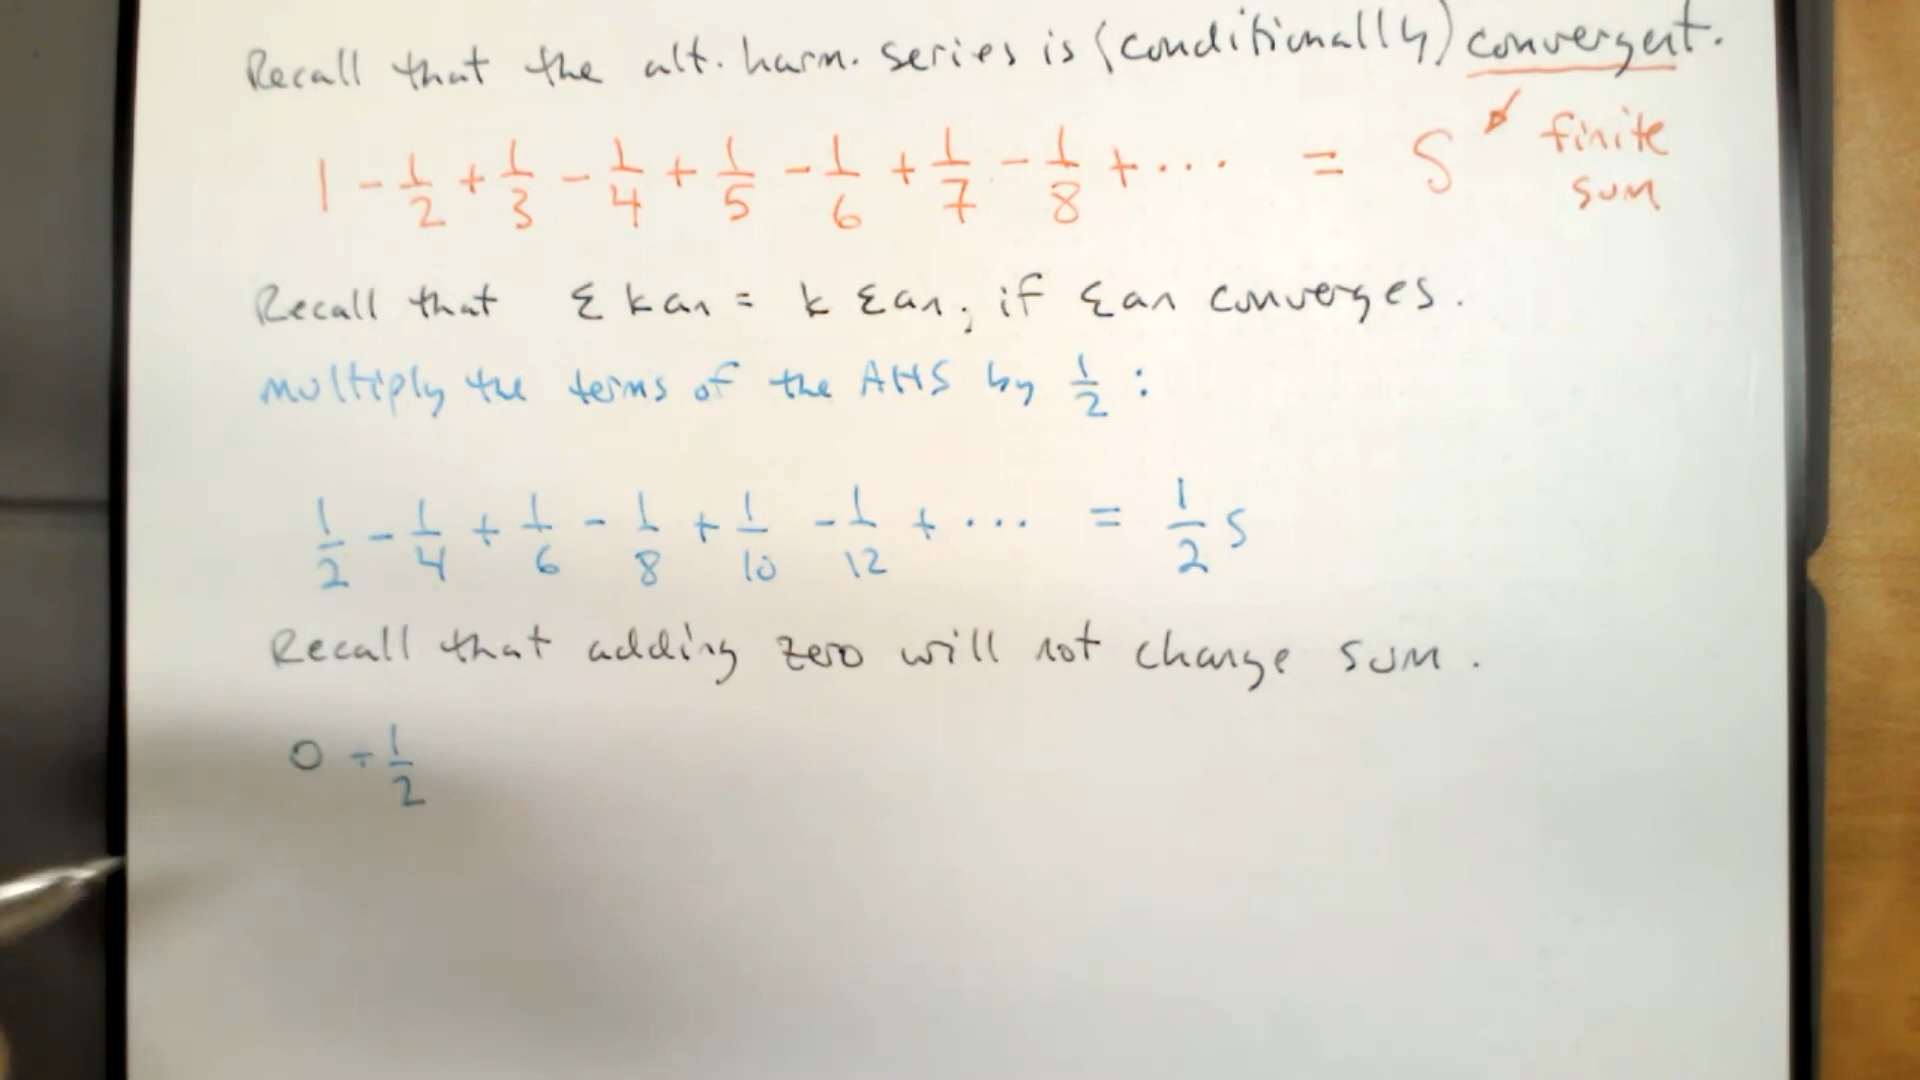 Recall that the alt. harm. series is (conditionally) convergent.
1 - 1/2 + 1/3 - 1/4 + 1/5 - 1/6 + 1/7 - 1/8 + ... = S finite sum
Recall that Σ k an = k Σ an, if Σ an converges.
multiply the terms of the AHS by 1/2 :
1/2 - 1/4 + 1/6 - 1/8 + 1/10 - 1/12 + ... = 1/2 S
Recall that adding zero will not change sum.
0 + 1/2